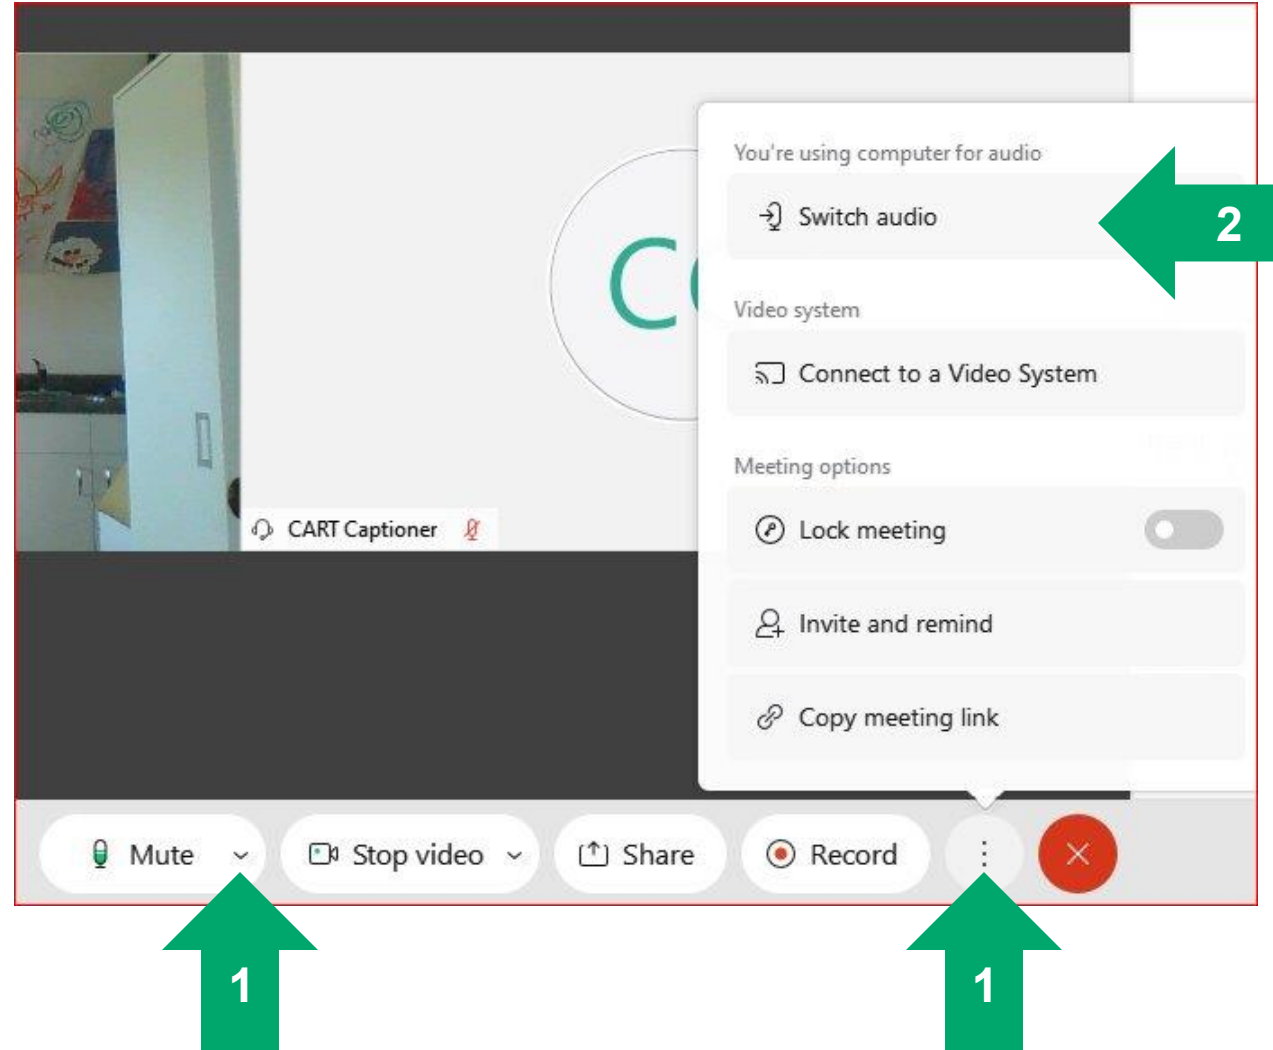 You're using computer for audio
Switch audio
2
Video system
Connect to a Video System
Meeting options
Lock meeting
Invite and remind
Copy meeting link
C
CART Captioner
Mute
Stop video
Share
Record
1
1